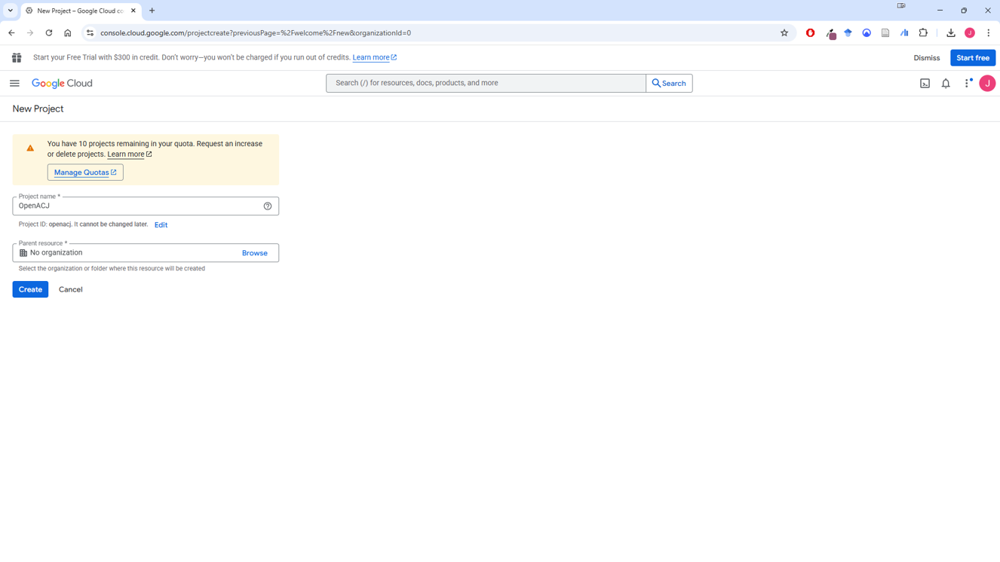 New Project – Google Cloud co
console.cloud.google.com/projectcreate?previousPage=%2Fwelcome%2Fnew&organizationId=0
J
Start your Free Trial with $300 in credit. Don't worry—you won't be charged if you run out of credits. Learn more
Dismiss
Start free
Google Cloud
Search (/) for resources, docs, products, and more
Search
J
New Project
You have 10 projects remaining in your quota. Request an increase
or delete projects. Learn more
Manage Quotas
Project name *
OpenACJ
Project ID: openacj. It cannot be changed later. Edit
Parent resource *
No organization
Browse
Select the organization or folder where this resource will be created
Create
Cancel